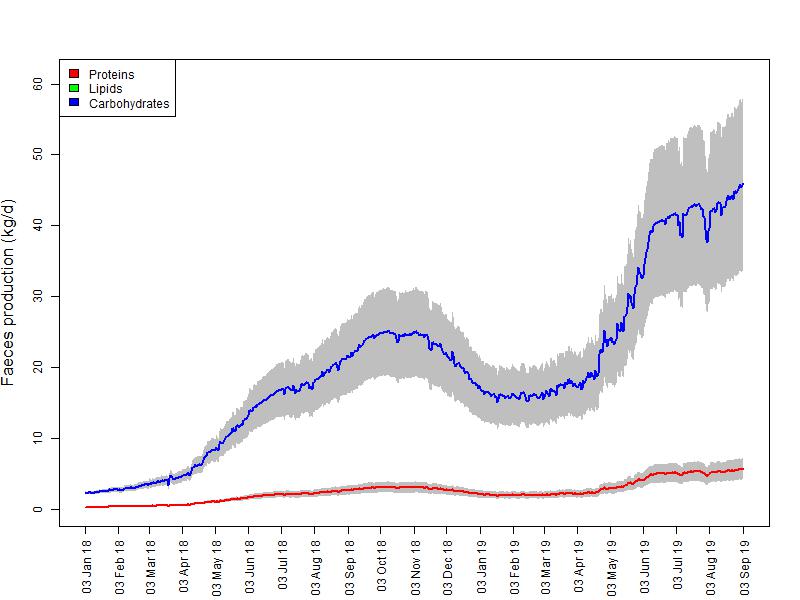 Proteins
Lipids
Carbohydrates
Faeces production (kg/d)
60
50
40
30
20
10
0
03 Jan 18
03 Feb 18
03 Mar 18
03 Apr 18
03 May 18
03 Jun 18
03 Jul 18
03 Aug 18
03 Sep 18
03 Oct 18
03 Nov 18
03 Dec 18
03 Jan 19
03 Feb 19
03 Mar 19
03 Apr 19
03 May 19
03 Jun 19
03 Jul 19
03 Aug 19
03 Sep 19